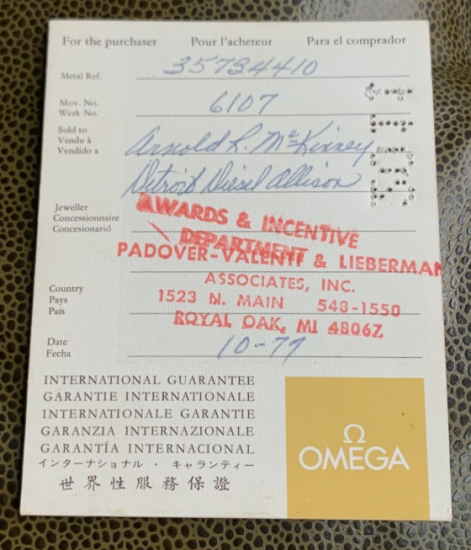 For the purchaser Pour l'acheteur Para el comprador
Metal Ref. 35734410
Mov. No.
Werk No. 6107
Sold to
Vendu à
Vendido a
Arnold L. McKinney
Detroit Diesel Allison
Jeweller
Concessionnaire
Concesionario
AWARDS & INCENTIVE
DEPARTMENT
PADOVER-VALENTI & LIEBERMAN
ASSOCIATES, INC.
1523 N. MAIN 548-1550
ROYAL OAK, MI 48067
Country
Pays
País
Date
Fecha
10-77
INTERNATIONAL GUARANTEE
GARANTIE INTERNATIONALE
INTERNATIONALE GARANTIE
GARANZIA INTERNAZIONALE
GARANTÍA INTERNACIONAL
インターナショナル・キャランティー
世界性服務保證
Ω
OMEGA